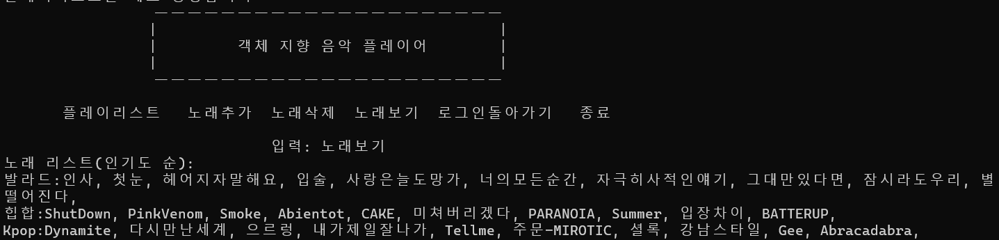 객체 지향 음악 플레이어
플레이리스트 노래추가 노래삭제 노래보기 로그인돌아가기 종료
입력: 노래보기
노래 리스트(인기도 순):
발라드:인사, 첫눈, 헤어지자말해요, 입술, 사랑은늘도망가, 너의모든순간, 자극히사적인얘기, 그대만있다면, 잠시라도우리, 별
떨어진다,
힙합:ShutDown, PinkVenom, Smoke, Abientot, CAKE, 미쳐버리겠다, PARANOIA, Summer, 입장차이, BATTERUP,
Kpop:Dynamite, 다시만난세계, 으르렁, 내가제일잘나가, Tellme, 주문-MIROTIC, 셜록, 강남스타일, Gee, Abracadabra,